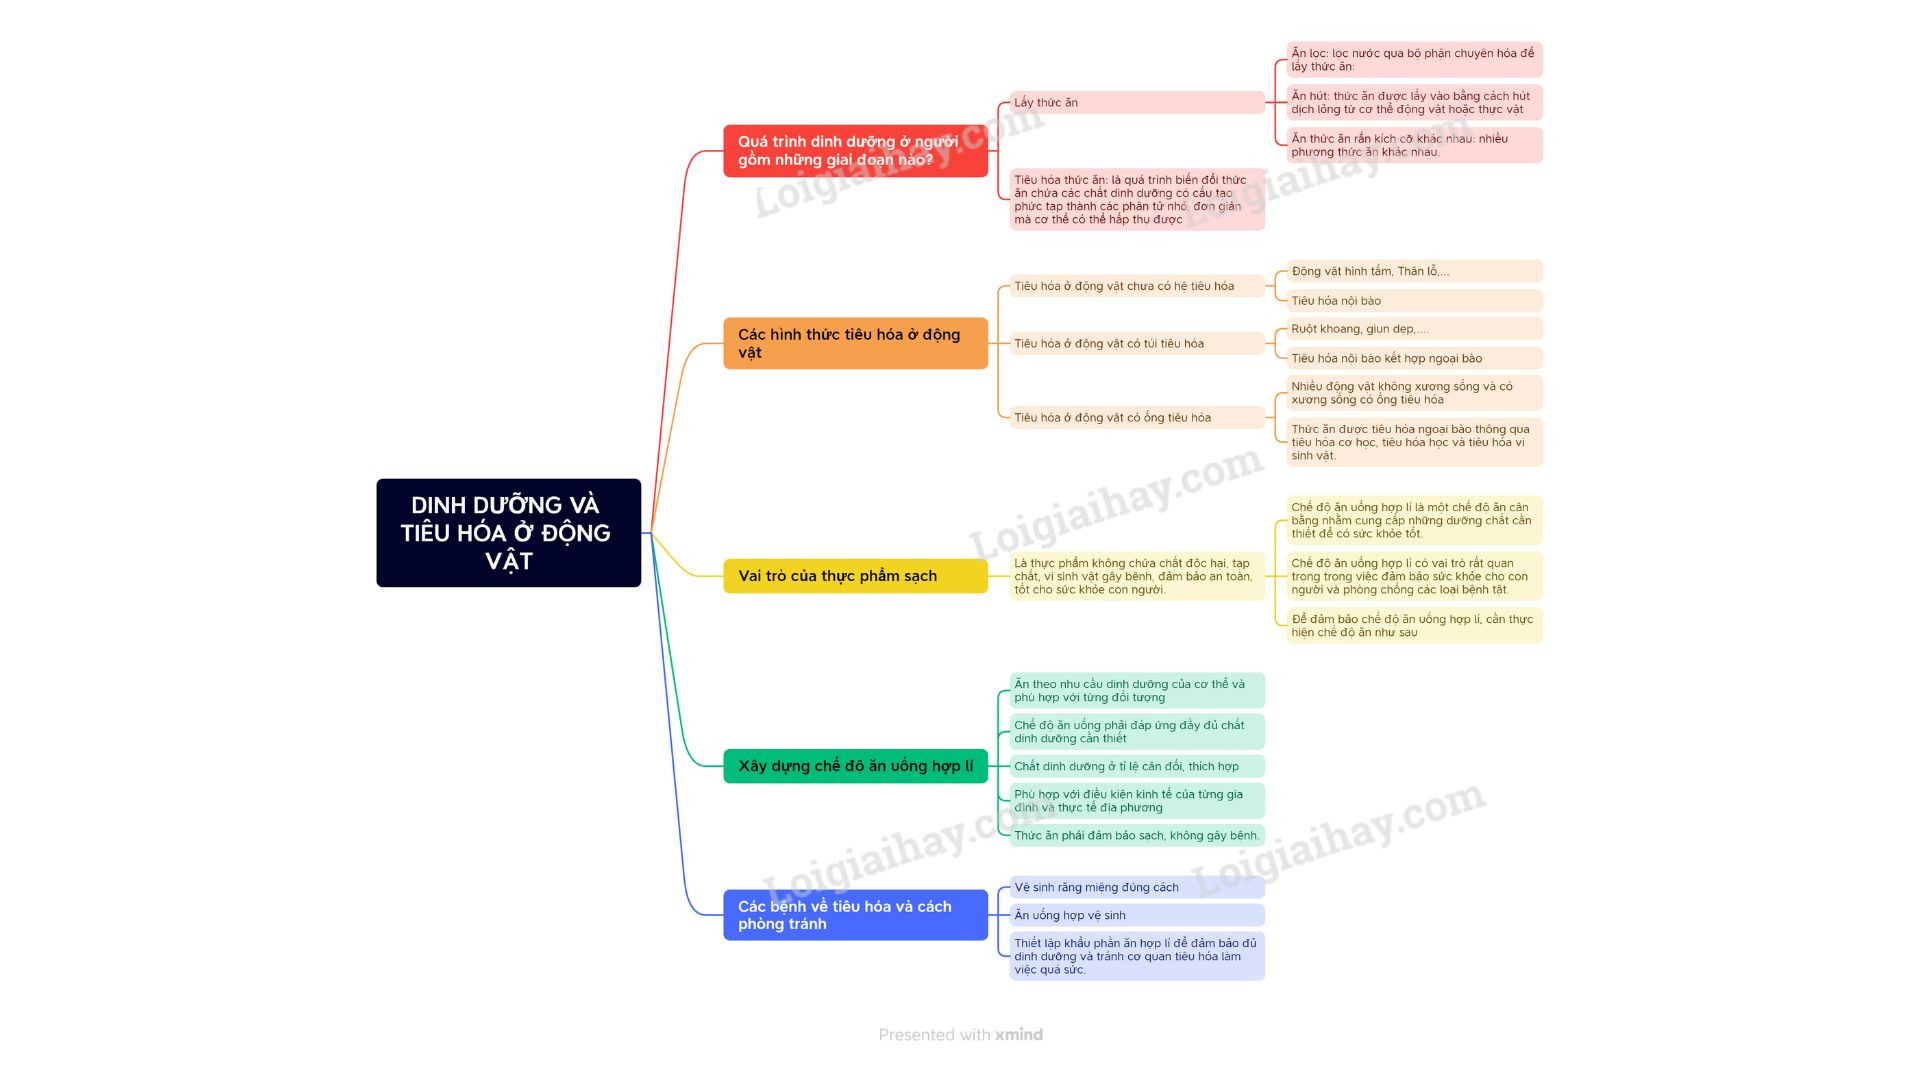 DINH DƯỠNG VÀ
TIÊU HÓA Ở ĐỘNG
VẬT
Quá trình dinh dưỡng ở người
gồm những giai đoạn nào?
Lấy thức ăn
Ăn lọc: lọc nước qua bộ phận chuyên hóa để
lấy thức ăn:
Ăn hút: thức ăn được lấy vào bằng cách hút
dịch lỏng từ cơ thể động vật hoặc thực vật
Ăn thức ăn rắn kích cỡ khác nhau: nhiều
phương thức ăn khác nhau.
Tiêu hóa thức ăn: là quá trình biến đổi thức
ăn chứa các chất dinh dưỡng có cấu tạo
phức tạp thành các phân tử nhỏ, đơn giản
mà cơ thể có thể hấp thụ được
Các hình thức tiêu hóa ở động
vật
Tiêu hóa ở động vật chưa có hệ tiêu hóa
Động vật hình tấm, Thân lỗ,...
Tiêu hóa nội bào
Tiêu hóa ở động vật có túi tiêu hóa
Ruột khoang, giun dẹp,....
Tiêu hóa nội bào kết hợp ngoại bào
Tiêu hóa ở động vật có ống tiêu hóa
Nhiều động vật không xương sống và có
xương sống có ống tiêu hóa
Thức ăn được tiêu hóa ngoại bào thông qua
tiêu hóa cơ học, tiêu hóa học và tiêu hóa vi
sinh vật.
Vai trò của thực phẩm sạch
Là thực phẩm không chứa chất độc hại, tạp
chất, vi sinh vật gây bệnh, đảm bảo an toàn,
tốt cho sức khỏe con người.
Chế độ ăn uống hợp lí là một chế độ ăn cân
bằng nhằm cung cấp những dưỡng chất cần
thiết để có sức khỏe tốt.
Chế độ ăn uống hợp lí có vai trò rất quan
trọng trong việc đảm bảo sức khỏe cho con
người và phòng chống các loại bệnh tật.
Để đảm bảo chế độ ăn uống hợp lí, cần thực
hiện chế độ ăn như sau
Xây dựng chế độ ăn uống hợp lí
Ăn theo nhu cầu dinh dưỡng của cơ thể và
phù hợp với từng đối tượng
Chế độ ăn uống phải đáp ứng đầy đủ chất
dinh dưỡng cần thiết
Chất dinh dưỡng ở tỉ lệ cân đối, thích hợp
Phù hợp với điều kiện kinh tế của từng gia
đình và thực tế địa phương
Thức ăn phải đảm bảo sạch, không gây bệnh.
Các bệnh về tiêu hóa và cách
phòng tránh
Vệ sinh răng miệng đúng cách
Ăn uống hợp vệ sinh
Thiết lập khẩu phần ăn hợp lí để đảm bảo đủ
dinh dưỡng và tránh cơ quan tiêu hóa làm
việc quá sức.
Loigiaihay.com
Loigiaihay.com
Loigiaihay.com
Loigiaihay.com
Loigiaihay.com
Presented with xmind